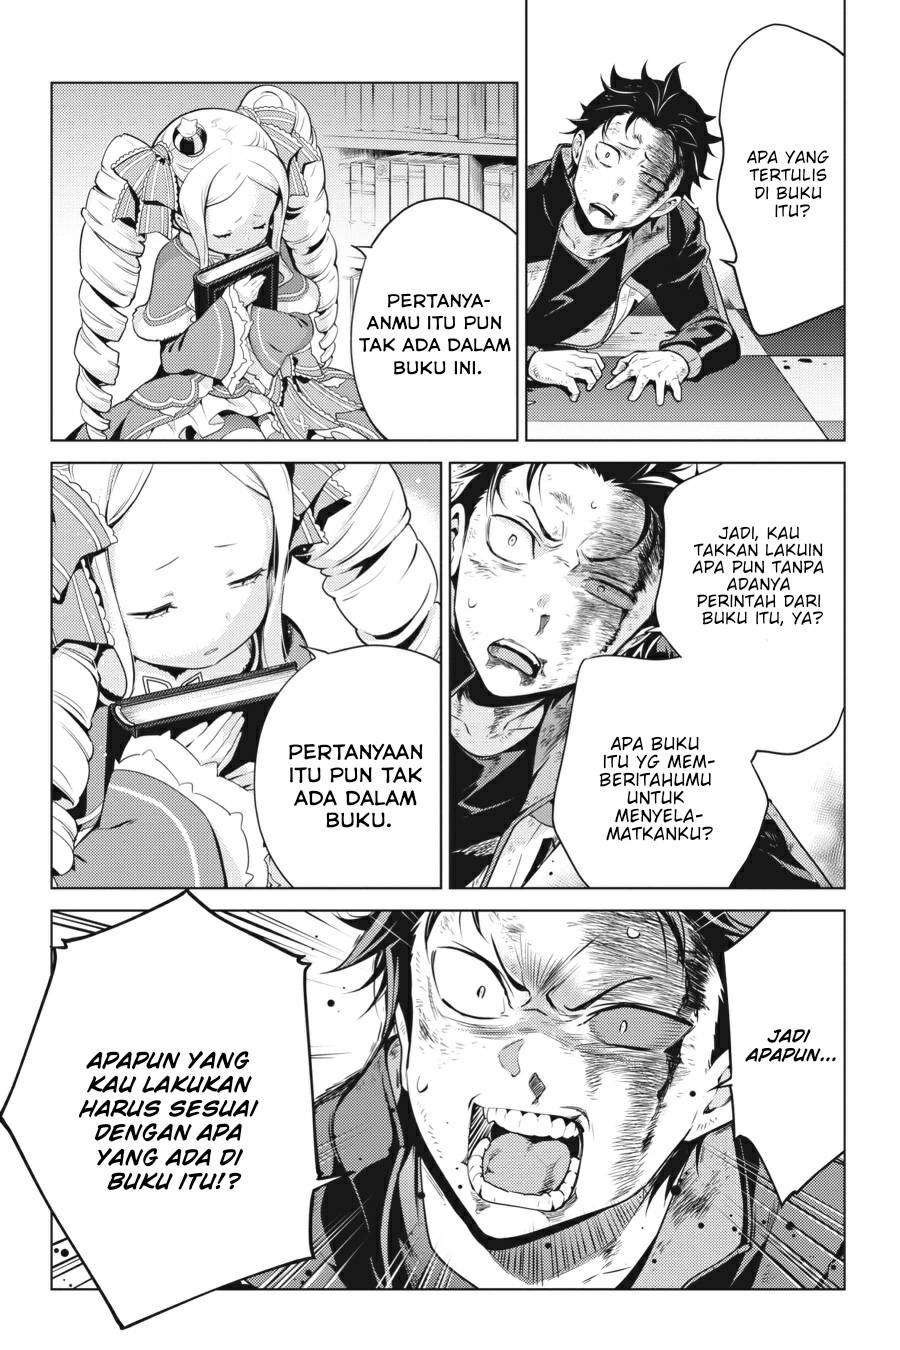 APA YANG
TERTULIS
DI BUKU
ITU?
PERTANYA-
ANMU ITU PUN
TAK ADA DALAM
BUKU INI.
JADI, KAU
TAKKAN LAKUIN
APA PUN TANPA
ADANYA
PERINTAH DARI
BUKU ITU, YA?
APA BUKU
ITU YG MEM-
BERITAHUMU
UNTUK
MENYELA-
MATKANKU?
PERTANYAAN
ITU PUN TAK
ADA DALAM
BUKU.
JADI
APAPUN...
APAPUN YANG
KAU LAKUKAN
HARUS SESUAI
DENGAN APA
YANG ADA DI
BUKU ITU!?